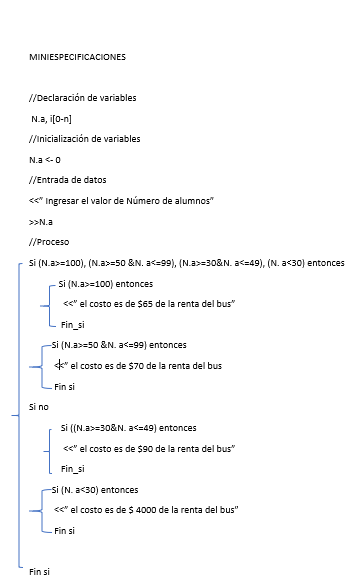 MINIESPECIFICACIONES
//Declaración de variables
N.a, i[0-n]
//Inicialización de variables
N.a <- 0
//Entrada de datos
<<" Ingresar el valor de Número de alumnos"
>>N.a
//Proceso
Si (N.a>=100), (N.a>=50 &N. a<=99), (N.a>=30&N. a<=49), (N. a<30) entonces
Si (N.a>=100) entonces
<<" el costo es de $65 de la renta del bus"
Fin_si
Si (N.a>=50 &N. a<=99) entonces
<<" el costo es de $70 de la renta del bus
Fin si
Si no
Si ((N.a>=30&N. a<=49) entonces
<<" el costo es de $90 de la renta del bus"
Fin_si
Si (N. a<30) entonces
<<" el costo es de $ 4000 de la renta del bus"
Fin si
Fin si